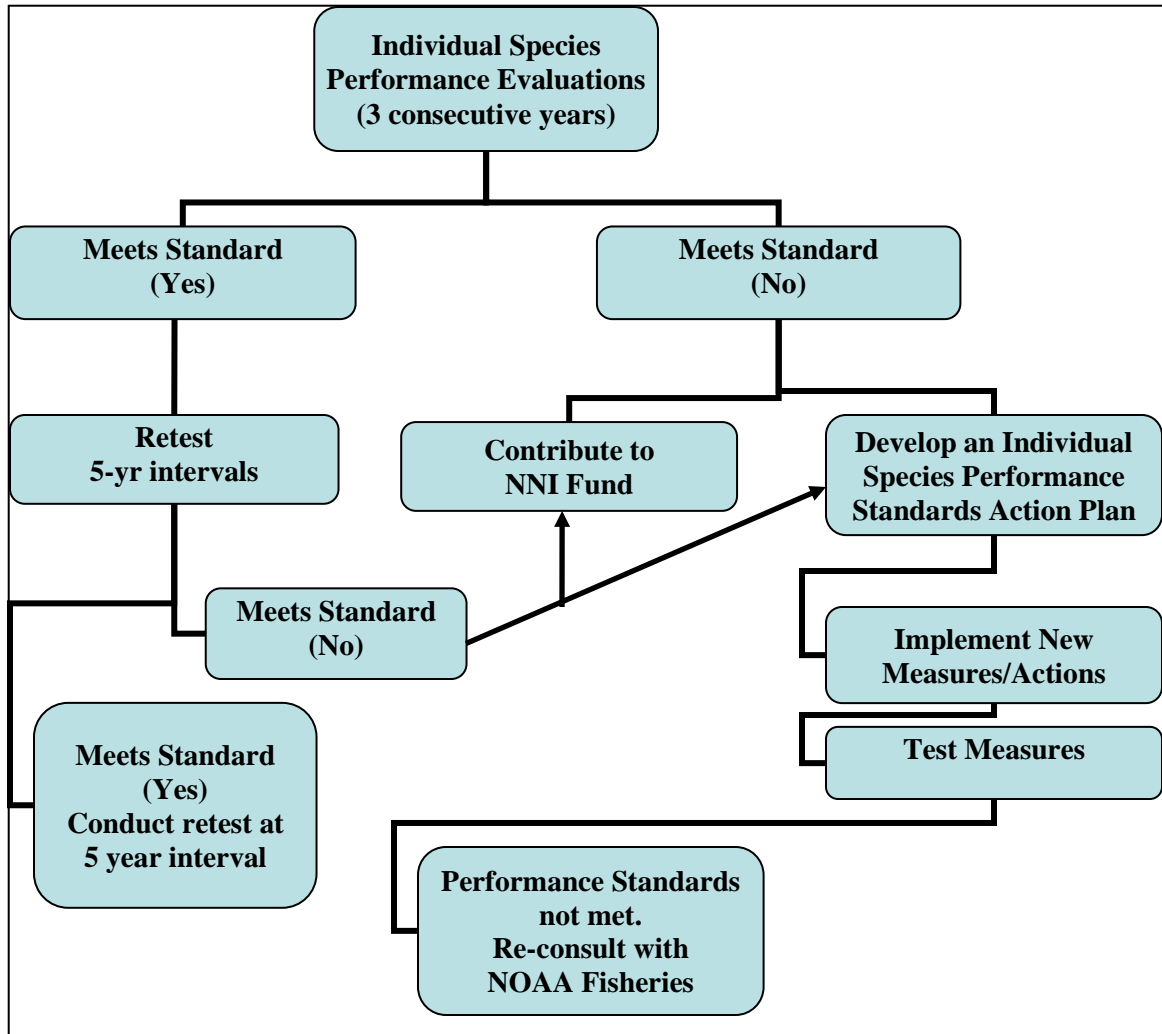 Individual Species
Performance Evaluations
(3 consecutive years)
Meets Standard
(Yes)
Meets Standard
(No)
Retest
5-yr intervals
Contribute to
NNI Fund
Develop an Individual
Species Performance
Standards Action Plan
Meets Standard
(No)
Implement New
Measures/Actions
Meets Standard
(Yes)
Conduct retest at
5 year interval
Test Measures
Performance Standards
not met.
Re-consult with
NOAA Fisheries